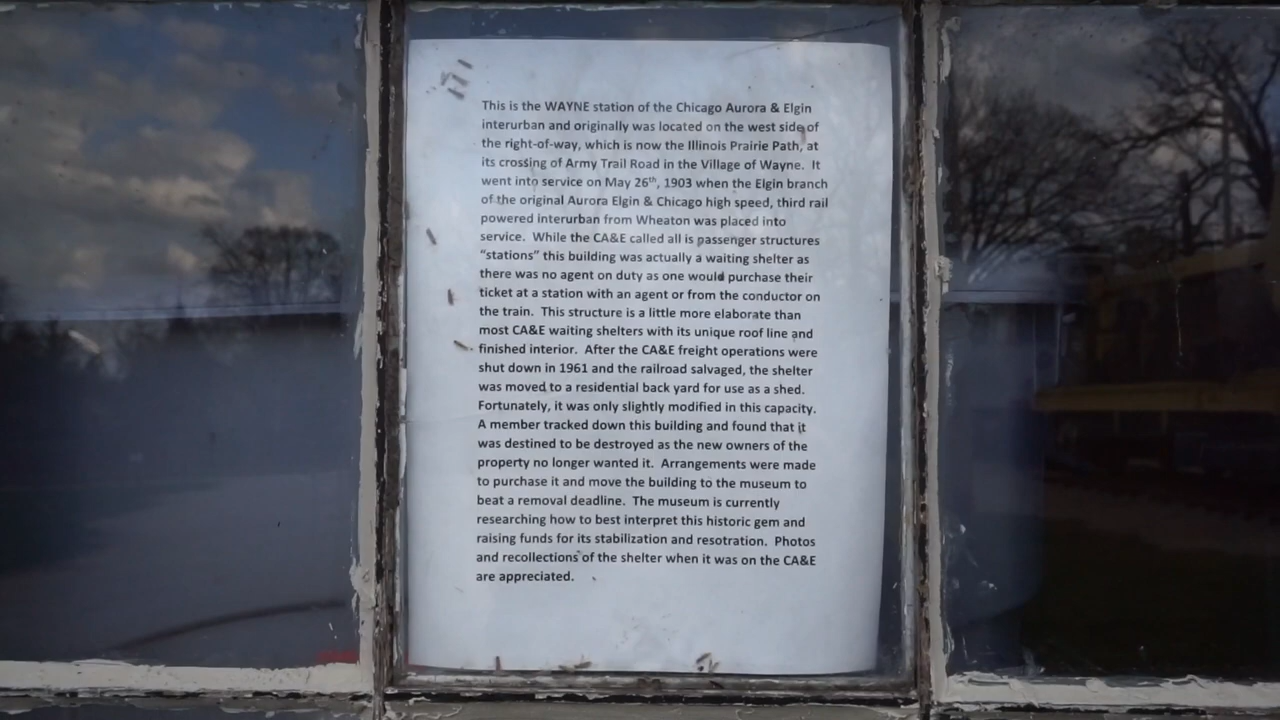 This is the WAYNE station of the Chicago Aurora & Elgin
interurban and originally was located on the west side of
the right-of-way, which is now the Illinois Prairie Path, at
its crossing of Army Trail Road in the Village of Wayne.  It
went into service on May 26th, 1903 when the Elgin branch
of the original Aurora Elgin & Chicago high speed, third rail
powered interurban from Wheaton was placed into
service.  While the CA&E called all is passenger structures
“stations” this building was actually a waiting shelter as
there was no agent on duty as one would purchase their
ticket at a station with an agent or from the conductor on
the train.  This structure is a little more elaborate than
most CA&E waiting shelters with its unique roof line and
finished interior.  After the CA&E freight operations were
shut down in 1961 and the railroad salvaged, the shelter
was moved to a residential back yard for use as a shed.
Fortunately, it was only slightly modified in this capacity.
A member tracked down this building and found that it
was destined to be destroyed as the new owners of the
property no longer wanted it.  Arrangements were made
to purchase it and move the building to the museum to
beat a removal deadline.  The museum is currently
researching how to best interpret this historic gem and
raising funds for its stabilization and resotration.  Photos
and recollections of the shelter when it was on the CA&E
are appreciated.